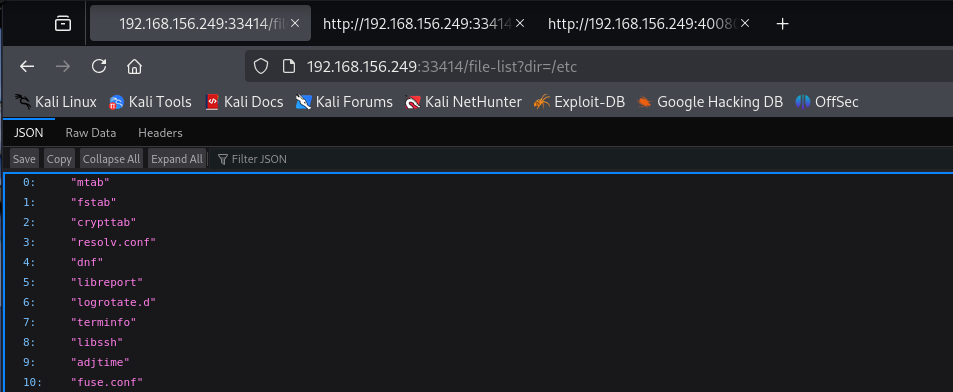 192.168.156.249:33414/fil
http://192.168.156.249:33414
http://192.168.156.249:40080
192.168.156.249:33414/file-list?dir=/etc
Kali Linux Kali Tools Kali Docs Kali Forums Kali NetHunter Exploit-DB Google Hacking DB OffSec
JSON Raw Data Headers
Save Copy Collapse All Expand All Filter JSON
0: "mtab"
1: "fstab"
2: "crypttab"
3: "resolv.conf"
4: "dnf"
5: "libreport"
6: "logrotate.d"
7: "terminfo"
8: "libssh"
9: "adjtime"
10: "fuse.conf"